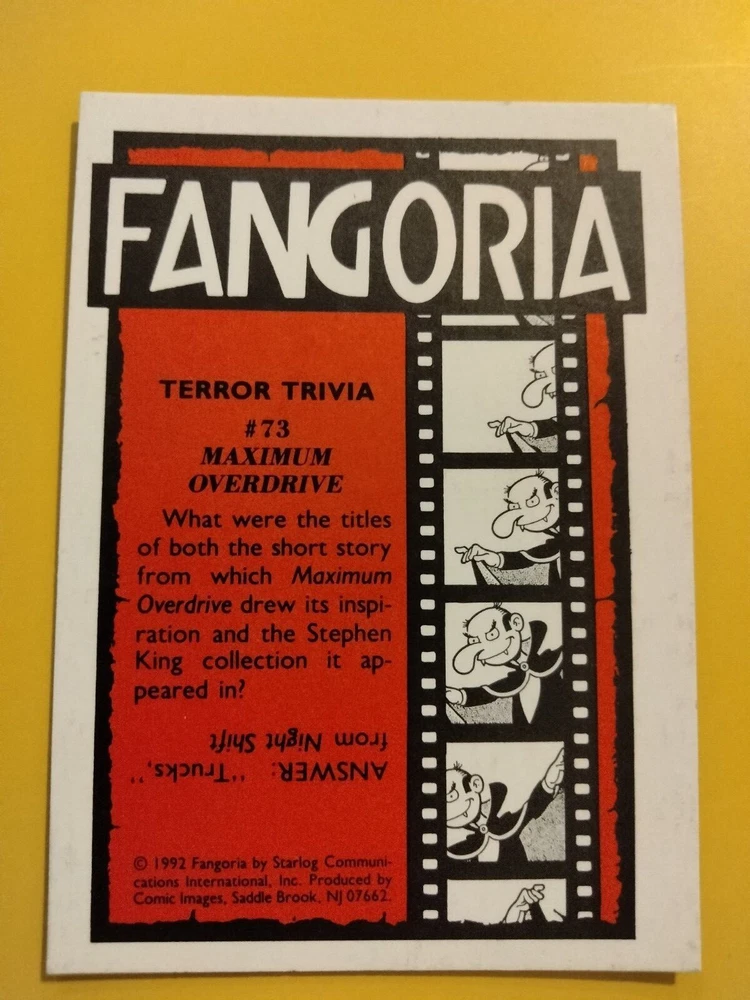 FANGORIA
TERROR TRIVIA
#73
MAXIMUM
OVERDRIVE
What were the titles
of both the short story
from which Maximum
Overdrive drew its inspi-
ration and the Stephen
King collection it ap-
peared in?
ANSWER: "Trucks,"
from Night Shift
© 1992 Fangoria by Starlog Communi-
cations International, Inc. Produced by
Comic Images, Saddle Brook, NJ 07662.